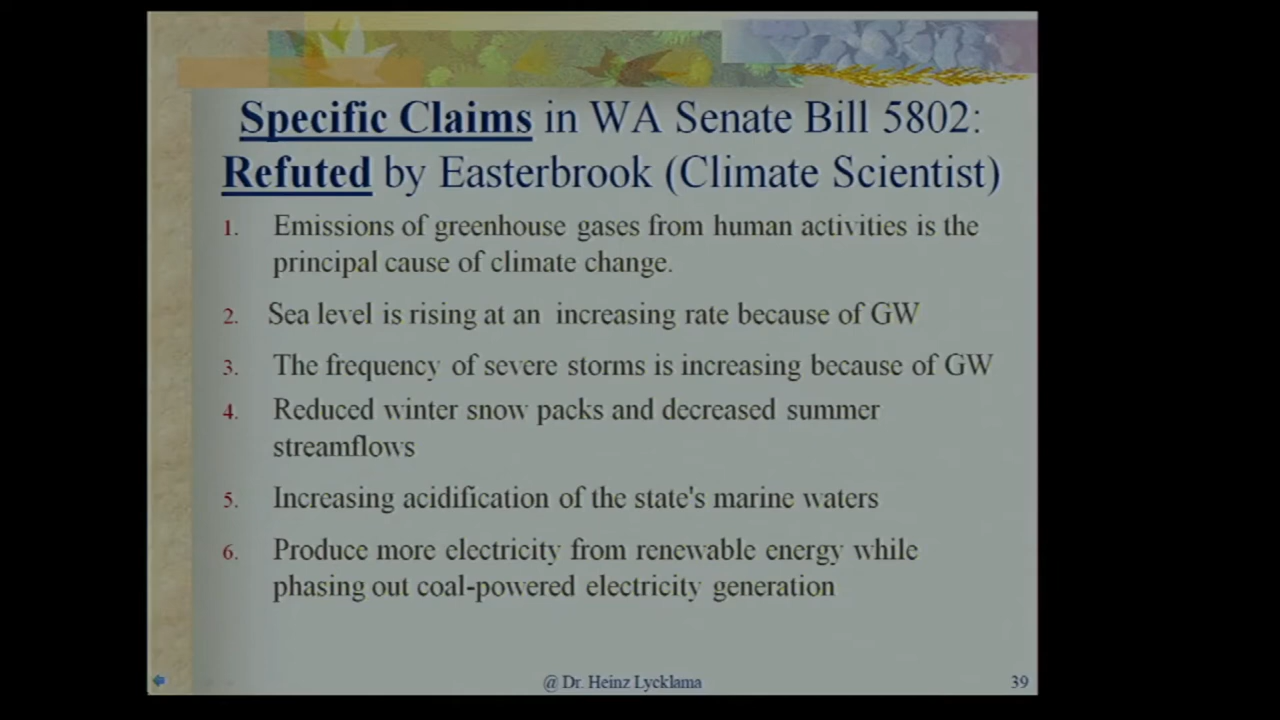 Specific Claims in WA Senate Bill 5802:
Refuted by Easterbrook (Climate Scientist)
1. Emissions of greenhouse gases from human activities is the
principal cause of climate change.
2. Sea level is rising at an increasing rate because of GW
3. The frequency of severe storms is increasing because of GW
4. Reduced winter snow packs and decreased summer
streamflows
5. Increasing acidification of the state's marine waters
6. Produce more electricity from renewable energy while
phasing out coal-powered electricity generation
@ Dr. Heinz Lycklama
39